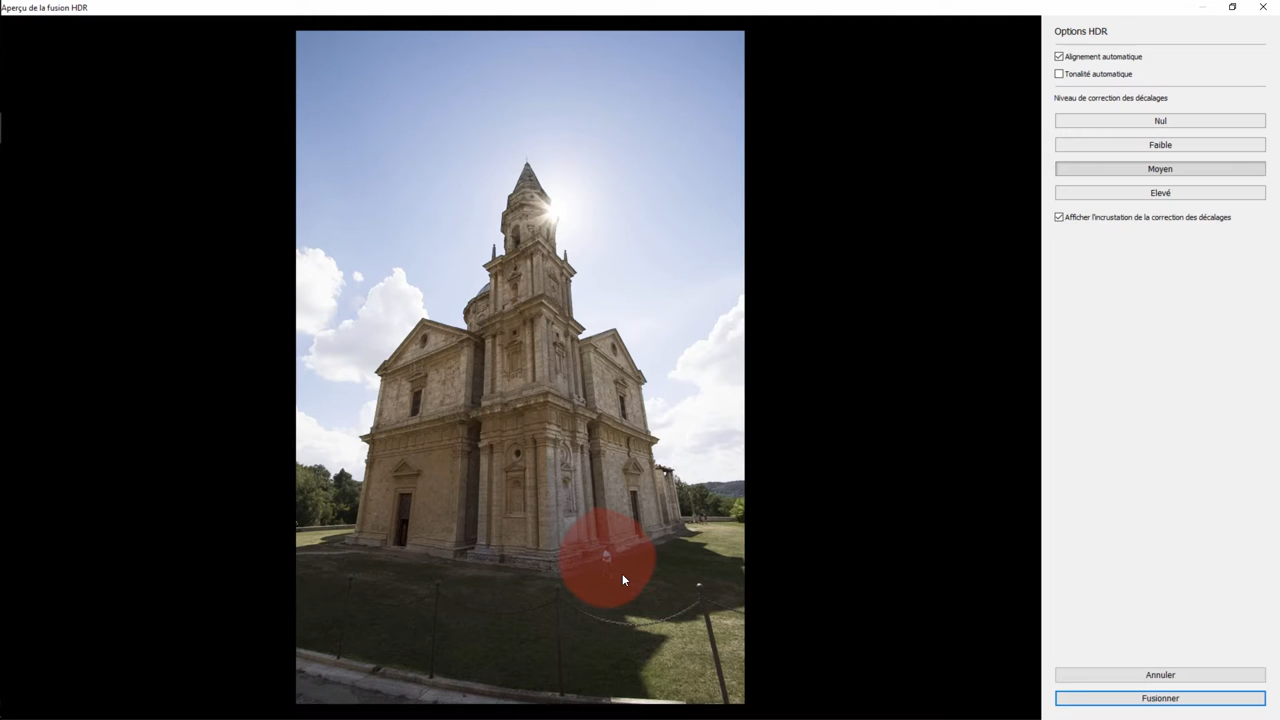 Aperçu de la fusion HDR
Options HDR
Alignement automatique
Tonalité automatique
Niveau de correction des décalages
Nul
Faible
Moyen
Elevé
Afficher l'incrustation de la correction des décalages
Annuler
Fusionner